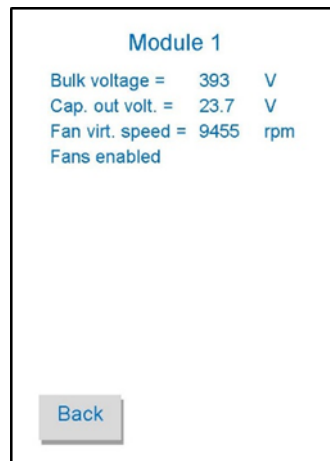 Module 1
Bulk voltage = 393 V
Cap. out volt. = 23.7 V
Fan virt. speed = 9455 rpm
Fans enabled
Back